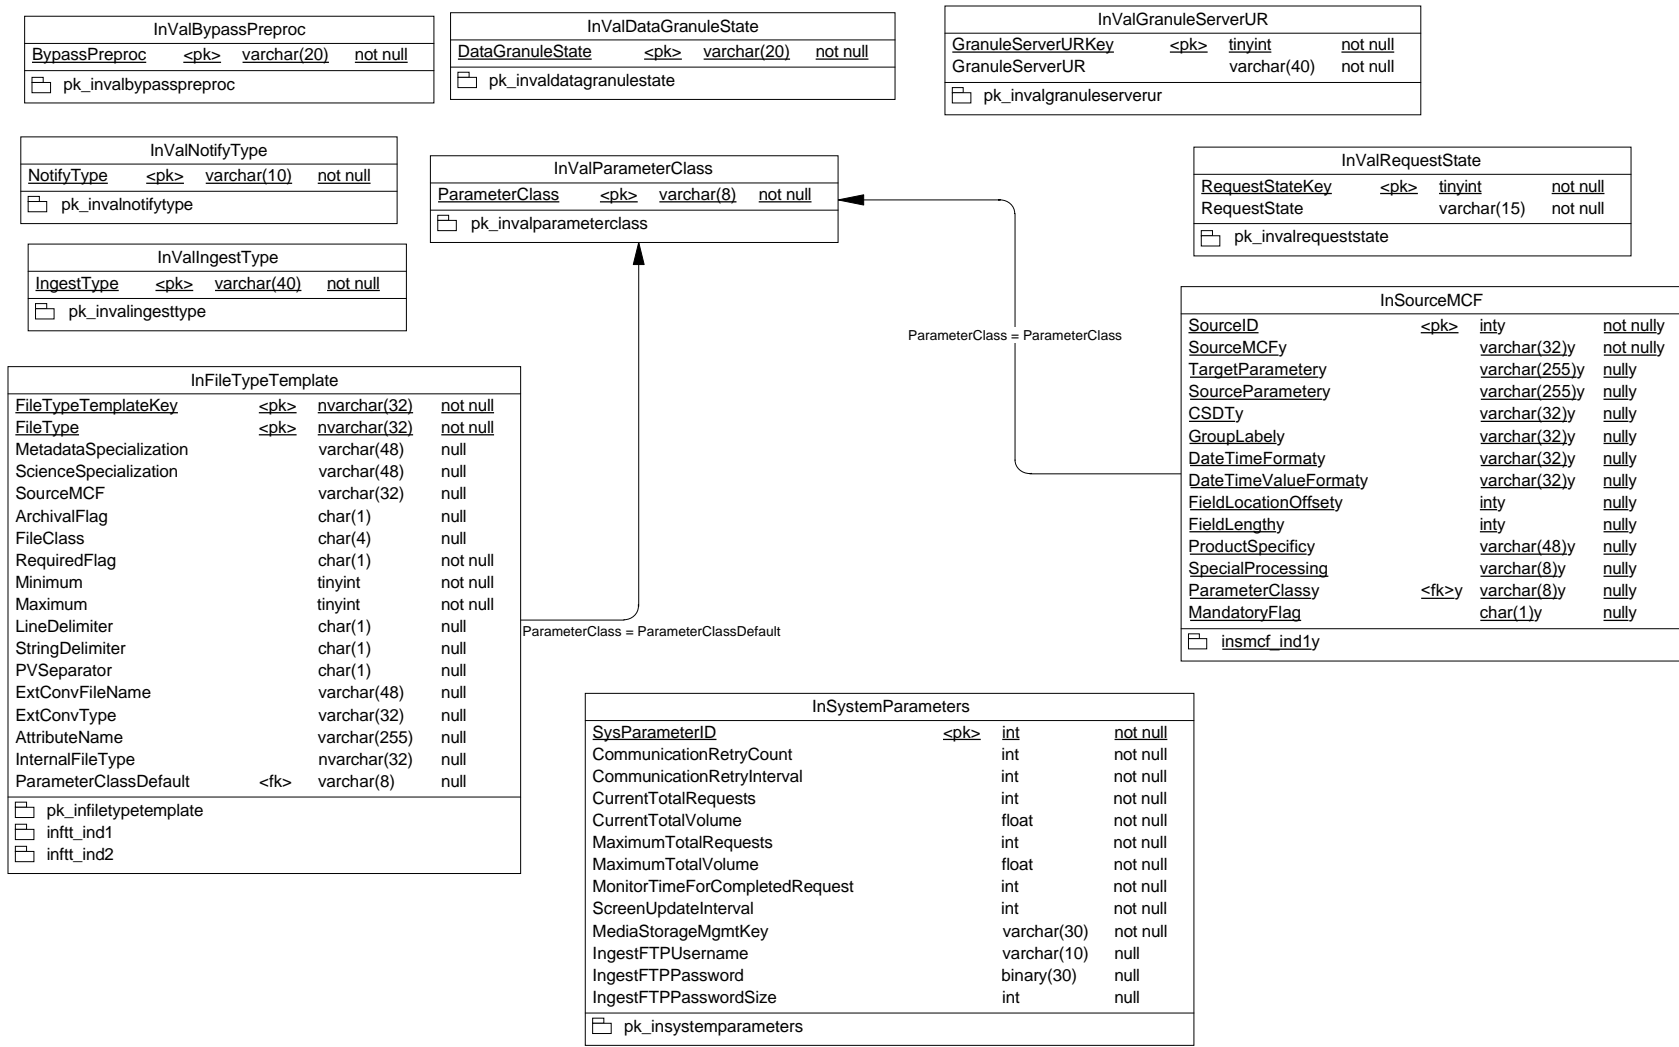 InValBypassPreproc
BypassPreproc <pk> varchar(20) not null
pk_invalbypasspreproc
InValDataGranuleState
DataGranuleState <pk> varchar(20) not null
pk_invaldatagranulestate
InValGranuleServerUR
GranuleServerURKey <pk> tinyint not null
GranuleServerUR varchar(40) not null
pk_invalgranuleserverur
InValNotifyType
NotifyType <pk> varchar(10) not null
pk_invalnotifytype
InValParameterClass
ParameterClass <pk> varchar(8) not null
pk_invalparameterclass
InValRequestState
RequestStateKey <pk> tinyint not null
RequestState varchar(15) not null
pk_invalrequeststate
InValIngestType
IngestType <pk> varchar(40) not null
pk_invalingesttype
ParameterClass = ParameterClass
InSourceMCF
SourceID <pk> inty not nully
SourceMCFy varchar(32)y not nully
TargetParametery varchar(255)y nully
SourceParametery varchar(255)y nully
CSDTy varchar(32)y nully
GroupLabely varchar(32)y nully
DateTimeFormaty varchar(32)y nully
DateTimeValueFormaty varchar(32)y nully
FieldLocationOffsety inty nully
FieldLengthy inty nully
ProductSpecificy varchar(48)y nully
SpecialProcessing varchar(8)y nully
ParameterClassy <fk>y varchar(8)y nully
MandatoryFlag char(1)y nully
insmcf_ind1y
InFileTypeTemplate
FileTypeTemplateKey <pk> nvarchar(32) not null
FileType <pk> nvarchar(32) not null
MetadataSpecialization varchar(48) null
ScienceSpecialization varchar(48) null
SourceMCF varchar(32) null
ArchivalFlag char(1) null
FileClass char(4) null
RequiredFlag char(1) not null
Minimum tinyint not null
Maximum tinyint not null
LineDelimiter char(1) null
StringDelimiter char(1) null
PVSeparator char(1) null
ExtConvFileName varchar(48) null
ExtConvType varchar(32) null
AttributeName varchar(255) null
InternalFileType nvarchar(32) null
ParameterClassDefault <fk> varchar(8) null
pk_infiletypetemplate
inftt_ind1
inftt_ind2
ParameterClass = ParameterClassDefault
InSystemParameters
SysParameterID <pk> int not null
CommunicationRetryCount int not null
CommunicationRetryInterval int not null
CurrentTotalRequests int not null
CurrentTotalVolume float not null
MaximumTotalRequests int not null
MaximumTotalVolume float not null
MonitorTimeForCompletedRequest int not null
ScreenUpdateInterval int not null
MediaStorageMgmtKey varchar(30) not null
IngestFTPUsername varchar(10) null
IngestFTPPassword binary(30) null
IngestFTPPasswordSize int null
pk_insystemparameters